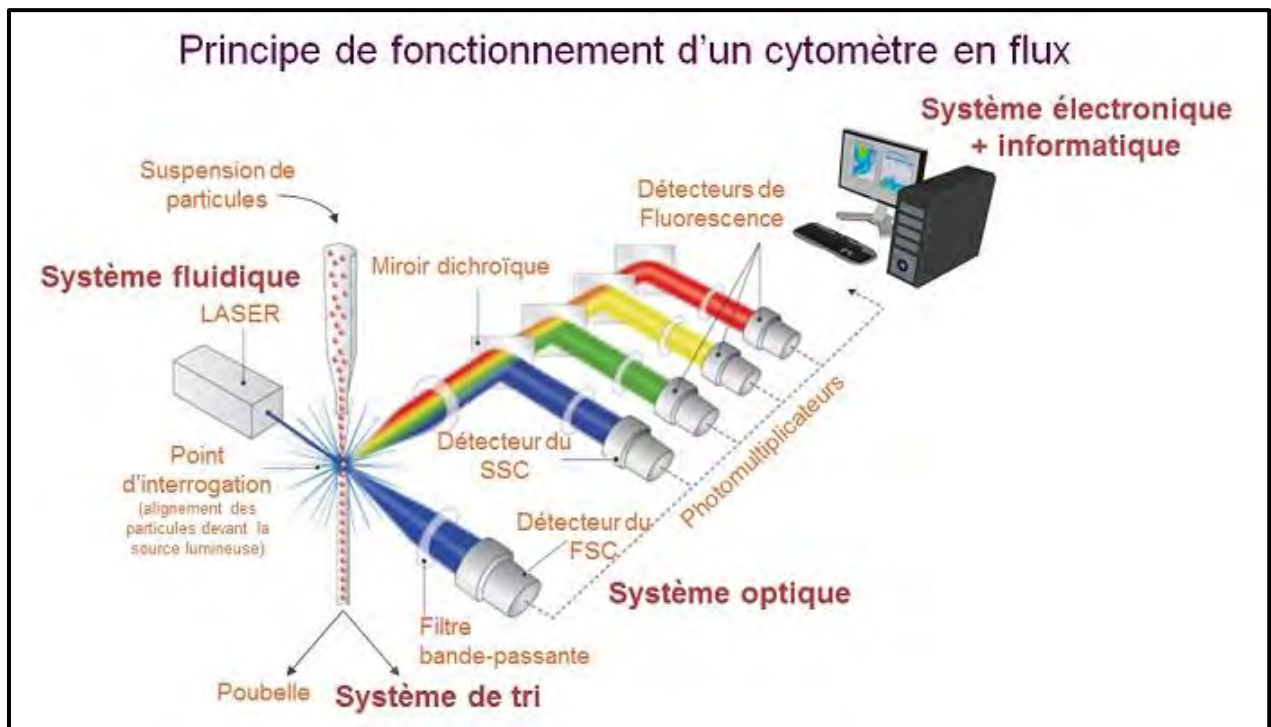 Principe de fonctionnement d'un cytomètre en flux
Système électronique
+ informatique
Suspension de
particules
Détecteurs de
Fluorescence
Miroir dichroïque
Système fluidique
LASER
Point
d'interrogation
(alignement des
particules devant la
source lumineuse)
Détecteur du
SSC
Photomultiplicateurs
Détecteur du
FSC
Système optique
Filtre
bande-passante
Poubelle
Système de tri